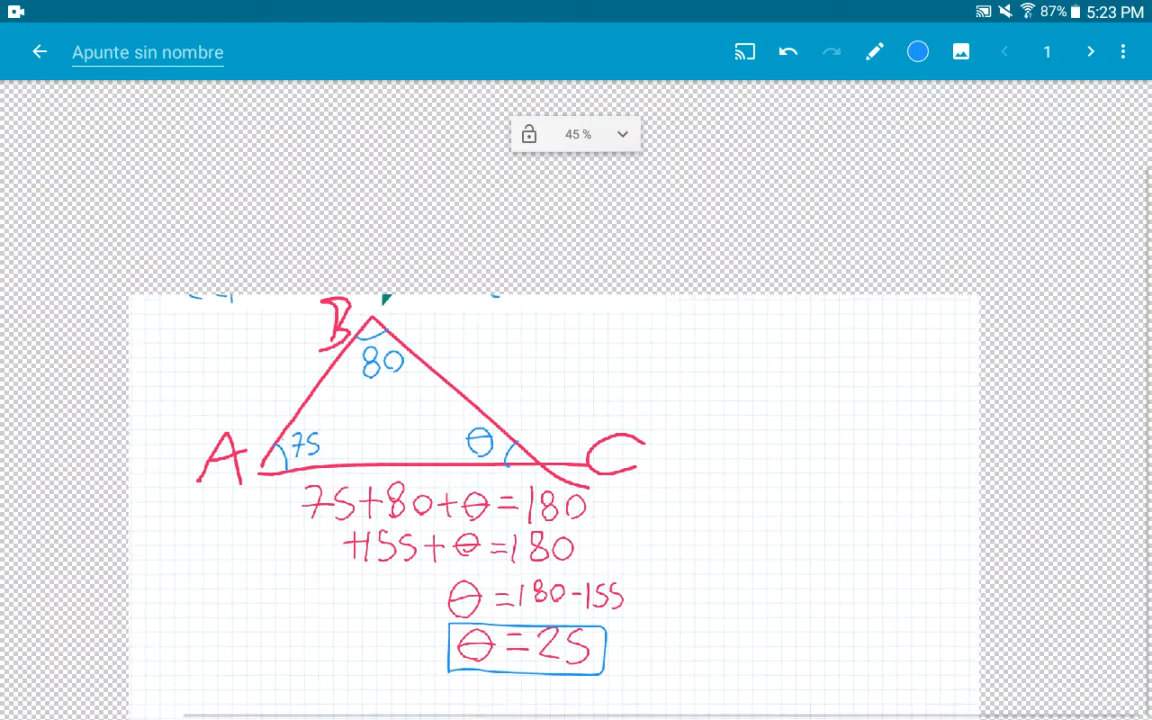 87% 5:23 PM
Apunte sin nombre
1
45 %
B
80
A
75
θ
C
75+80+θ=180
+155+θ=180
θ=180-155
θ=25